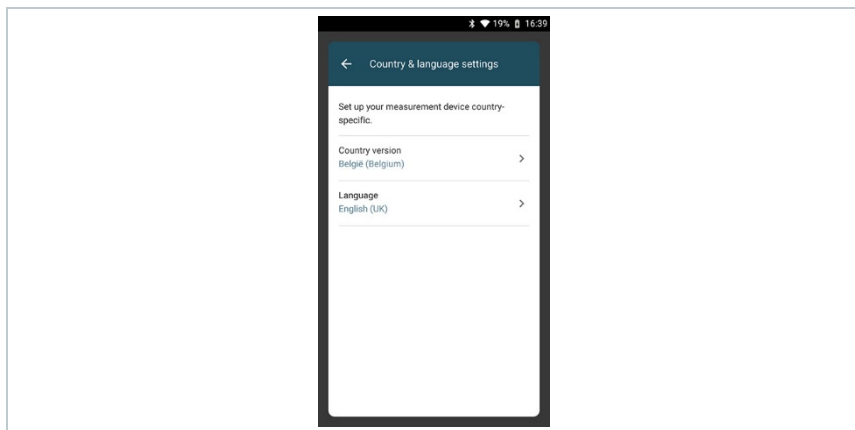 19% 16:39
Country & language settings
Set up your measurement device country-
specific.
Country version
België (Belgium)
Language
English (UK)